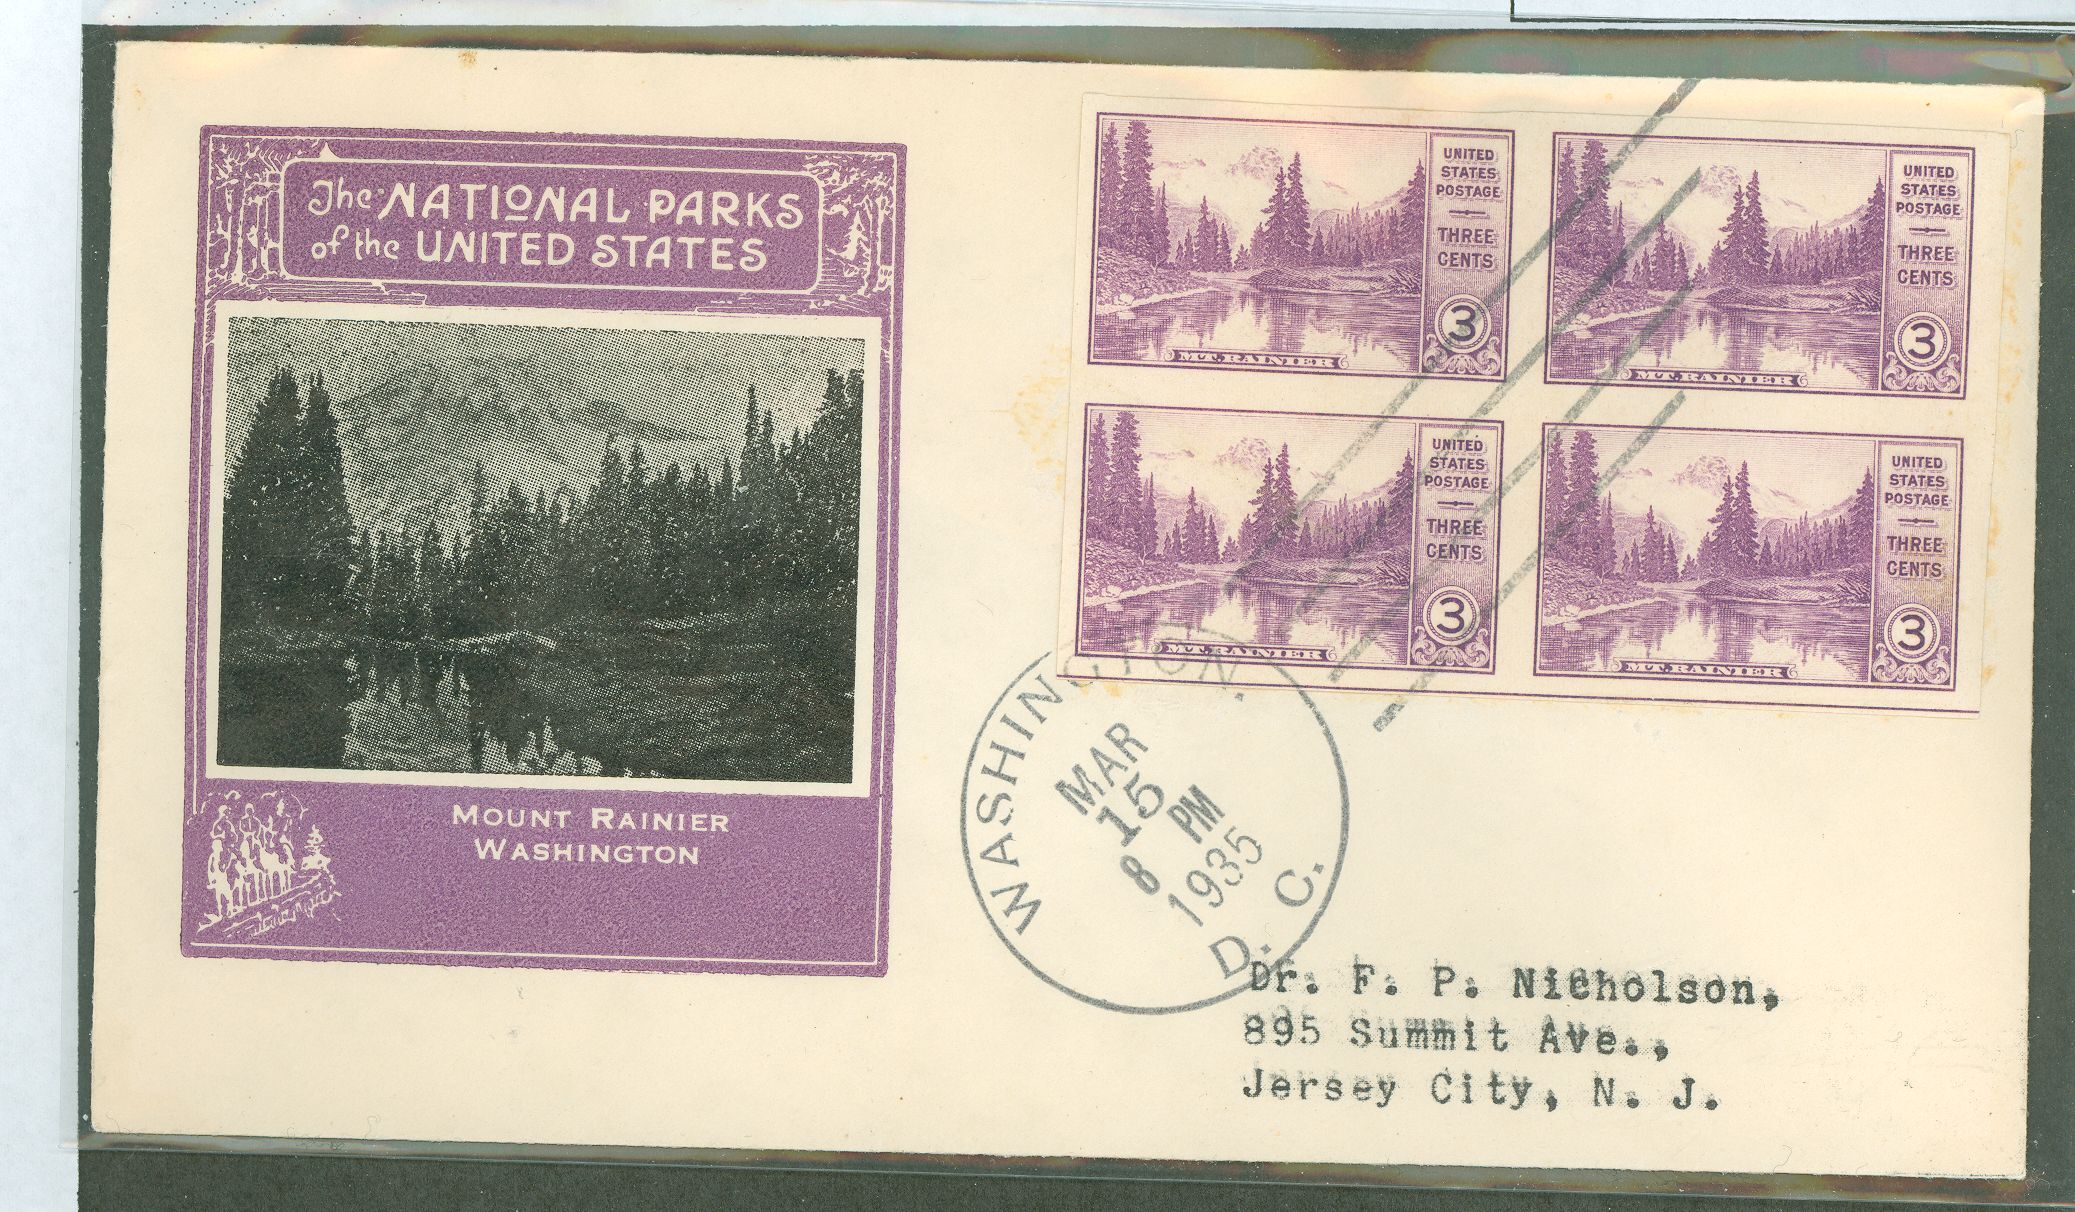 The NATIONAL PARKS
of the UNITED STATES
MOUNT RAINIER
WASHINGTON
UNITED
STATES
POSTAGE
THREE
CENTS
3
MT. RAINIER
UNITED
STATES
POSTAGE
THREE
CENTS
3
MT. RAINIER
UNITED
STATES
POSTAGE
THREE
CENTS
3
MT. RAINIER
UNITED
STATES
POSTAGE
THREE
CENTS
3
MT. RAINIER
WASHINGTON, D. C.
MAR
15
8 PM
1935
Dr. F. P. Nicholson,
895 Summit Ave.,
Jersey City, N. J.